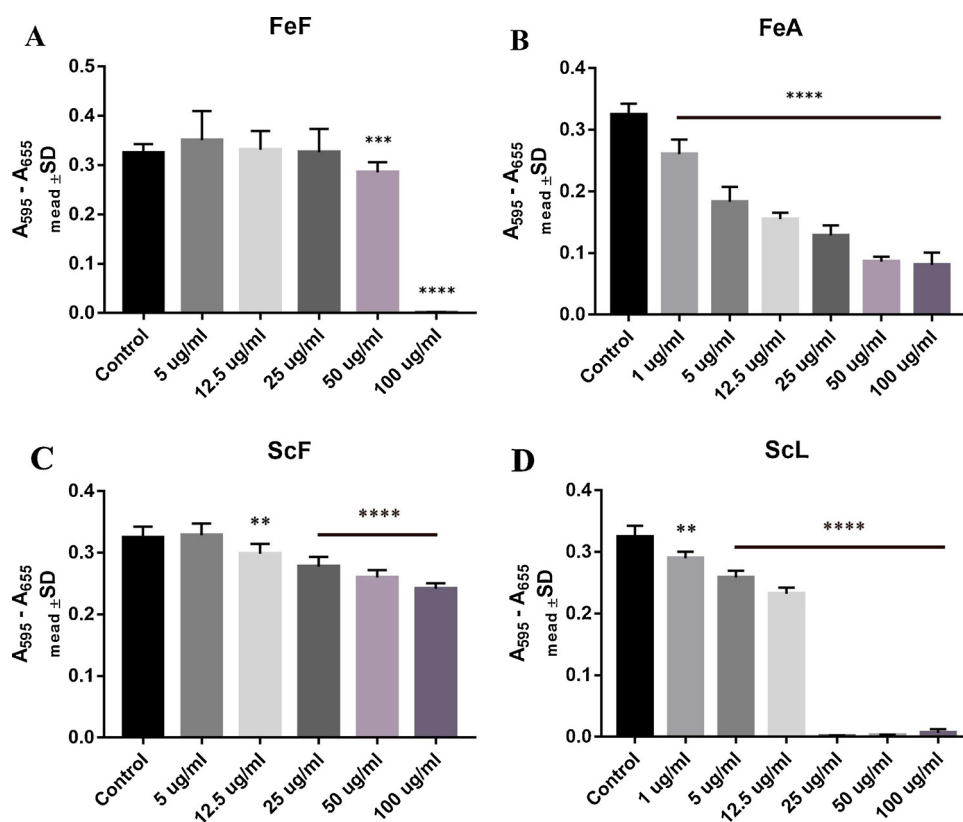 A
FeF
A595 - A655
mead ±SD
0.5
0.4
0.3
0.2
0.1
0.0
***
****
Control
5 ug/ml
12.5 ug/ml
25 ug/ml
50 ug/ml
100 ug/ml
B
FeA
A595 - A655
mead ±SD
0.4
0.3
0.2
0.1
0.0
****
Control
1 ug/ml
5 ug/ml
12.5 ug/ml
25 ug/ml
50 ug/ml
100 ug/ml
C
ScF
A595 - A655
mead ±SD
0.4
0.3
0.2
0.1
0.0
**
****
Control
5 ug/ml
12.5 ug/ml
25 ug/ml
50 ug/ml
100 ug/ml
D
ScL
A595 - A655
mead ±SD
0.4
0.3
0.2
0.1
0.0
**
****
Control
1 ug/ml
5 ug/ml
12.5 ug/ml
25 ug/ml
50 ug/ml
100 ug/ml